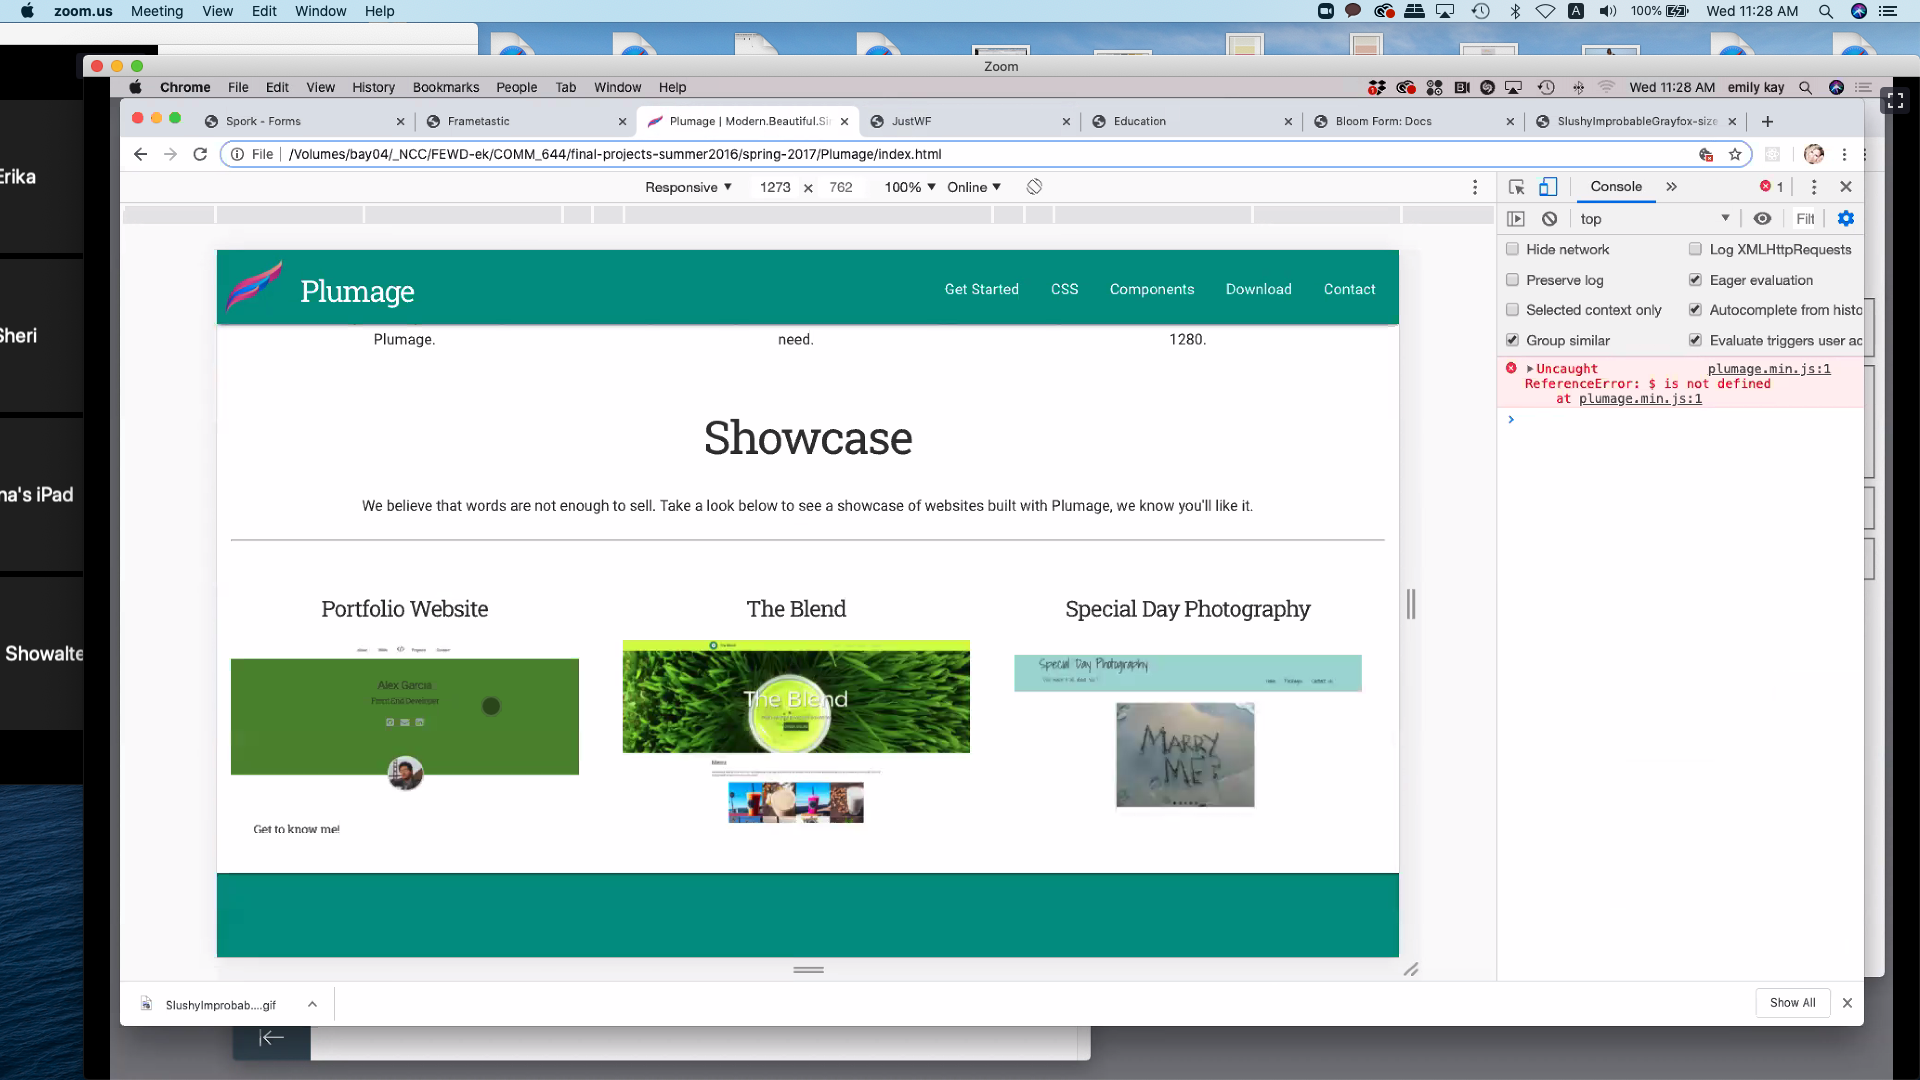 zoom.us Meeting View Edit Window Help
100% Wed 11:28 AM
Zoom
Chrome File Edit View History Bookmarks People Tab Window Help
Wed 11:28 AM emily kay
Spork - Forms
Frametastic
Plumage | Modern.Beautiful.Si
JustWF
Education
Bloom Form: Docs
SlushyImprobableGrayfox-size
File /Volumes/bay04/_NCC/FEWD-ek/COMM_644/final-projects-summer2016/spring-2017/Plumage/index.html
Responsive 1273 × 762 100% Online
Console » 1
top Filt
Hide network Log XMLHttpRequests
Preserve log Eager evaluation
Selected context only Autocomplete from histo
Group similar Evaluate triggers user ac
Uncaught plumage.min.js:1
ReferenceError: $ is not defined
at plumage.min.js:1
Erika
Sheri
na's iPad
Showalte
Plumage
Get Started CSS Components Download Contact
Plumage. need. 1280.
Showcase
We believe that words are not enough to sell. Take a look below to see a showcase of websites built with Plumage, we know you'll like it.
Portfolio Website The Blend Special Day Photography
Alex Garcia
Front End Developer
Get to know me!
The Blend
Special Day Photography
MARRY
ME?
SlushyImprobab....gif
Show All